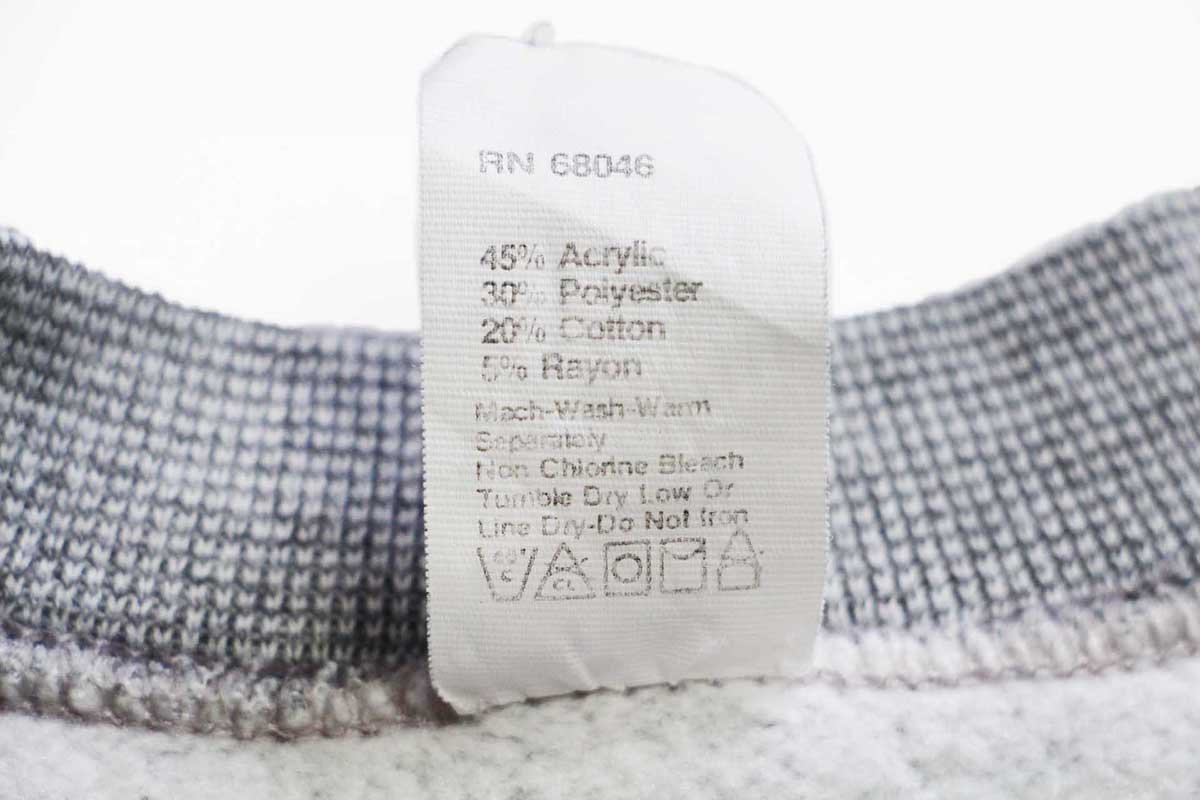 RN 68046
45% Acrylic
30% Polyester
20% Cotton
5% Rayon
Mach-Wash-Warm
Separately
Non Chlorine Bleach
Tumble Dry Low Or
Line Dry-Do Not Iron
CL